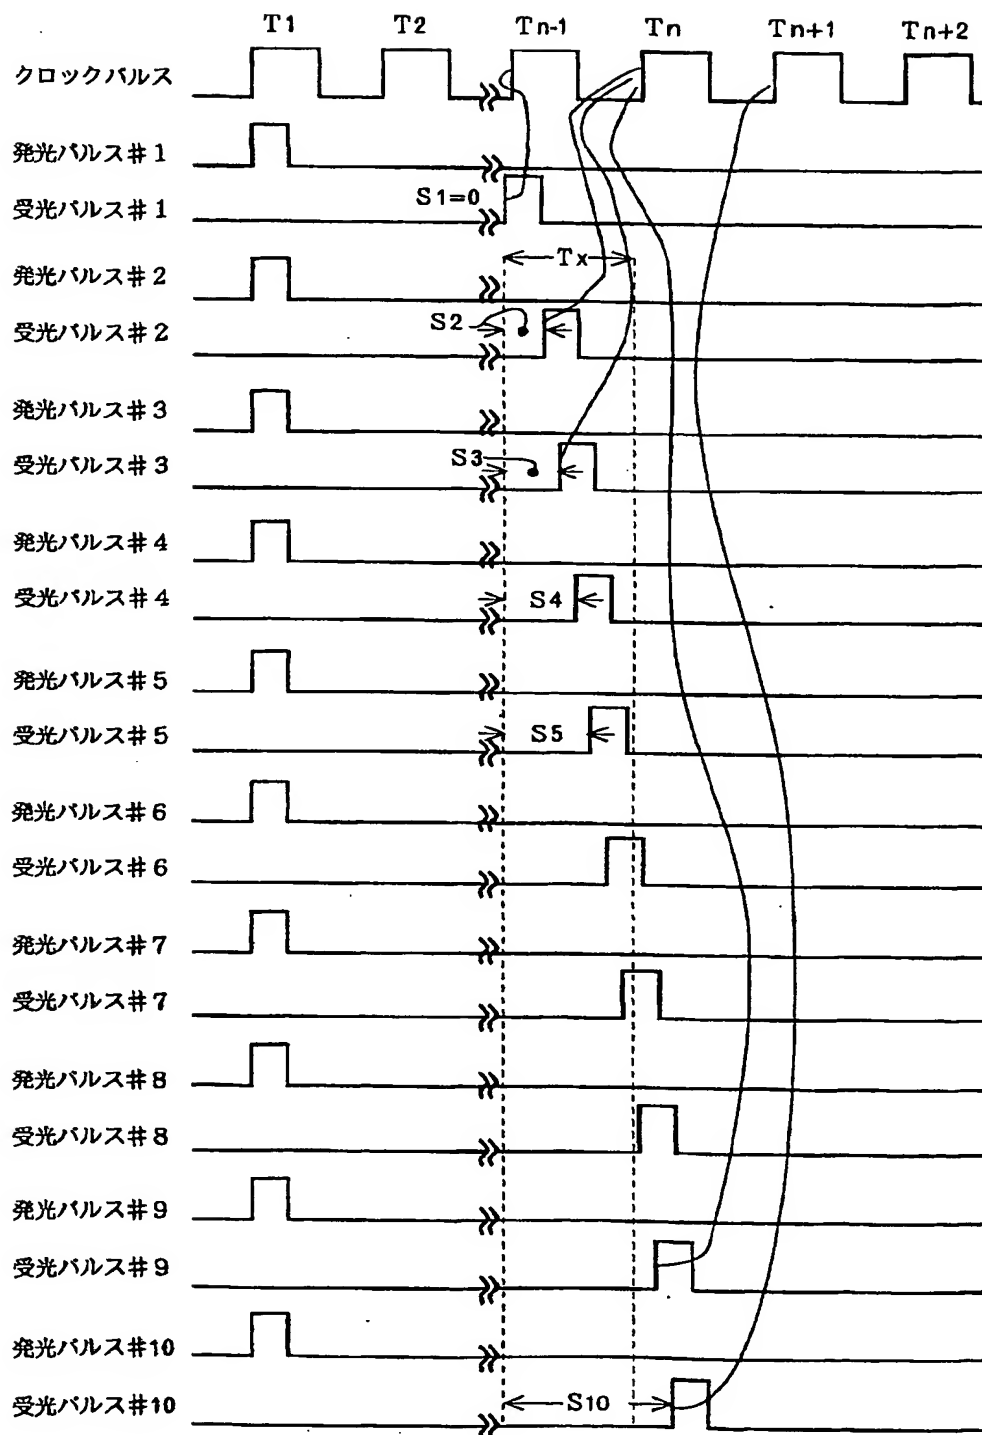 T1 T2 Tn-1 Tn Tn+1 Tn+2
クロックパルス
発光パルス#1
受光パルス#1 S1=0
Tx
発光パルス#2
受光パルス#2 S2
発光パルス#3
受光パルス#3 S3
発光パルス#4
受光パルス#4 S4
発光パルス#5
受光パルス#5 S5
発光パルス#6
受光パルス#6
発光パルス#7
受光パルス#7
発光パルス#8
受光パルス#8
発光パルス#9
受光パルス#9
発光パルス#10
受光パルス#10 S10